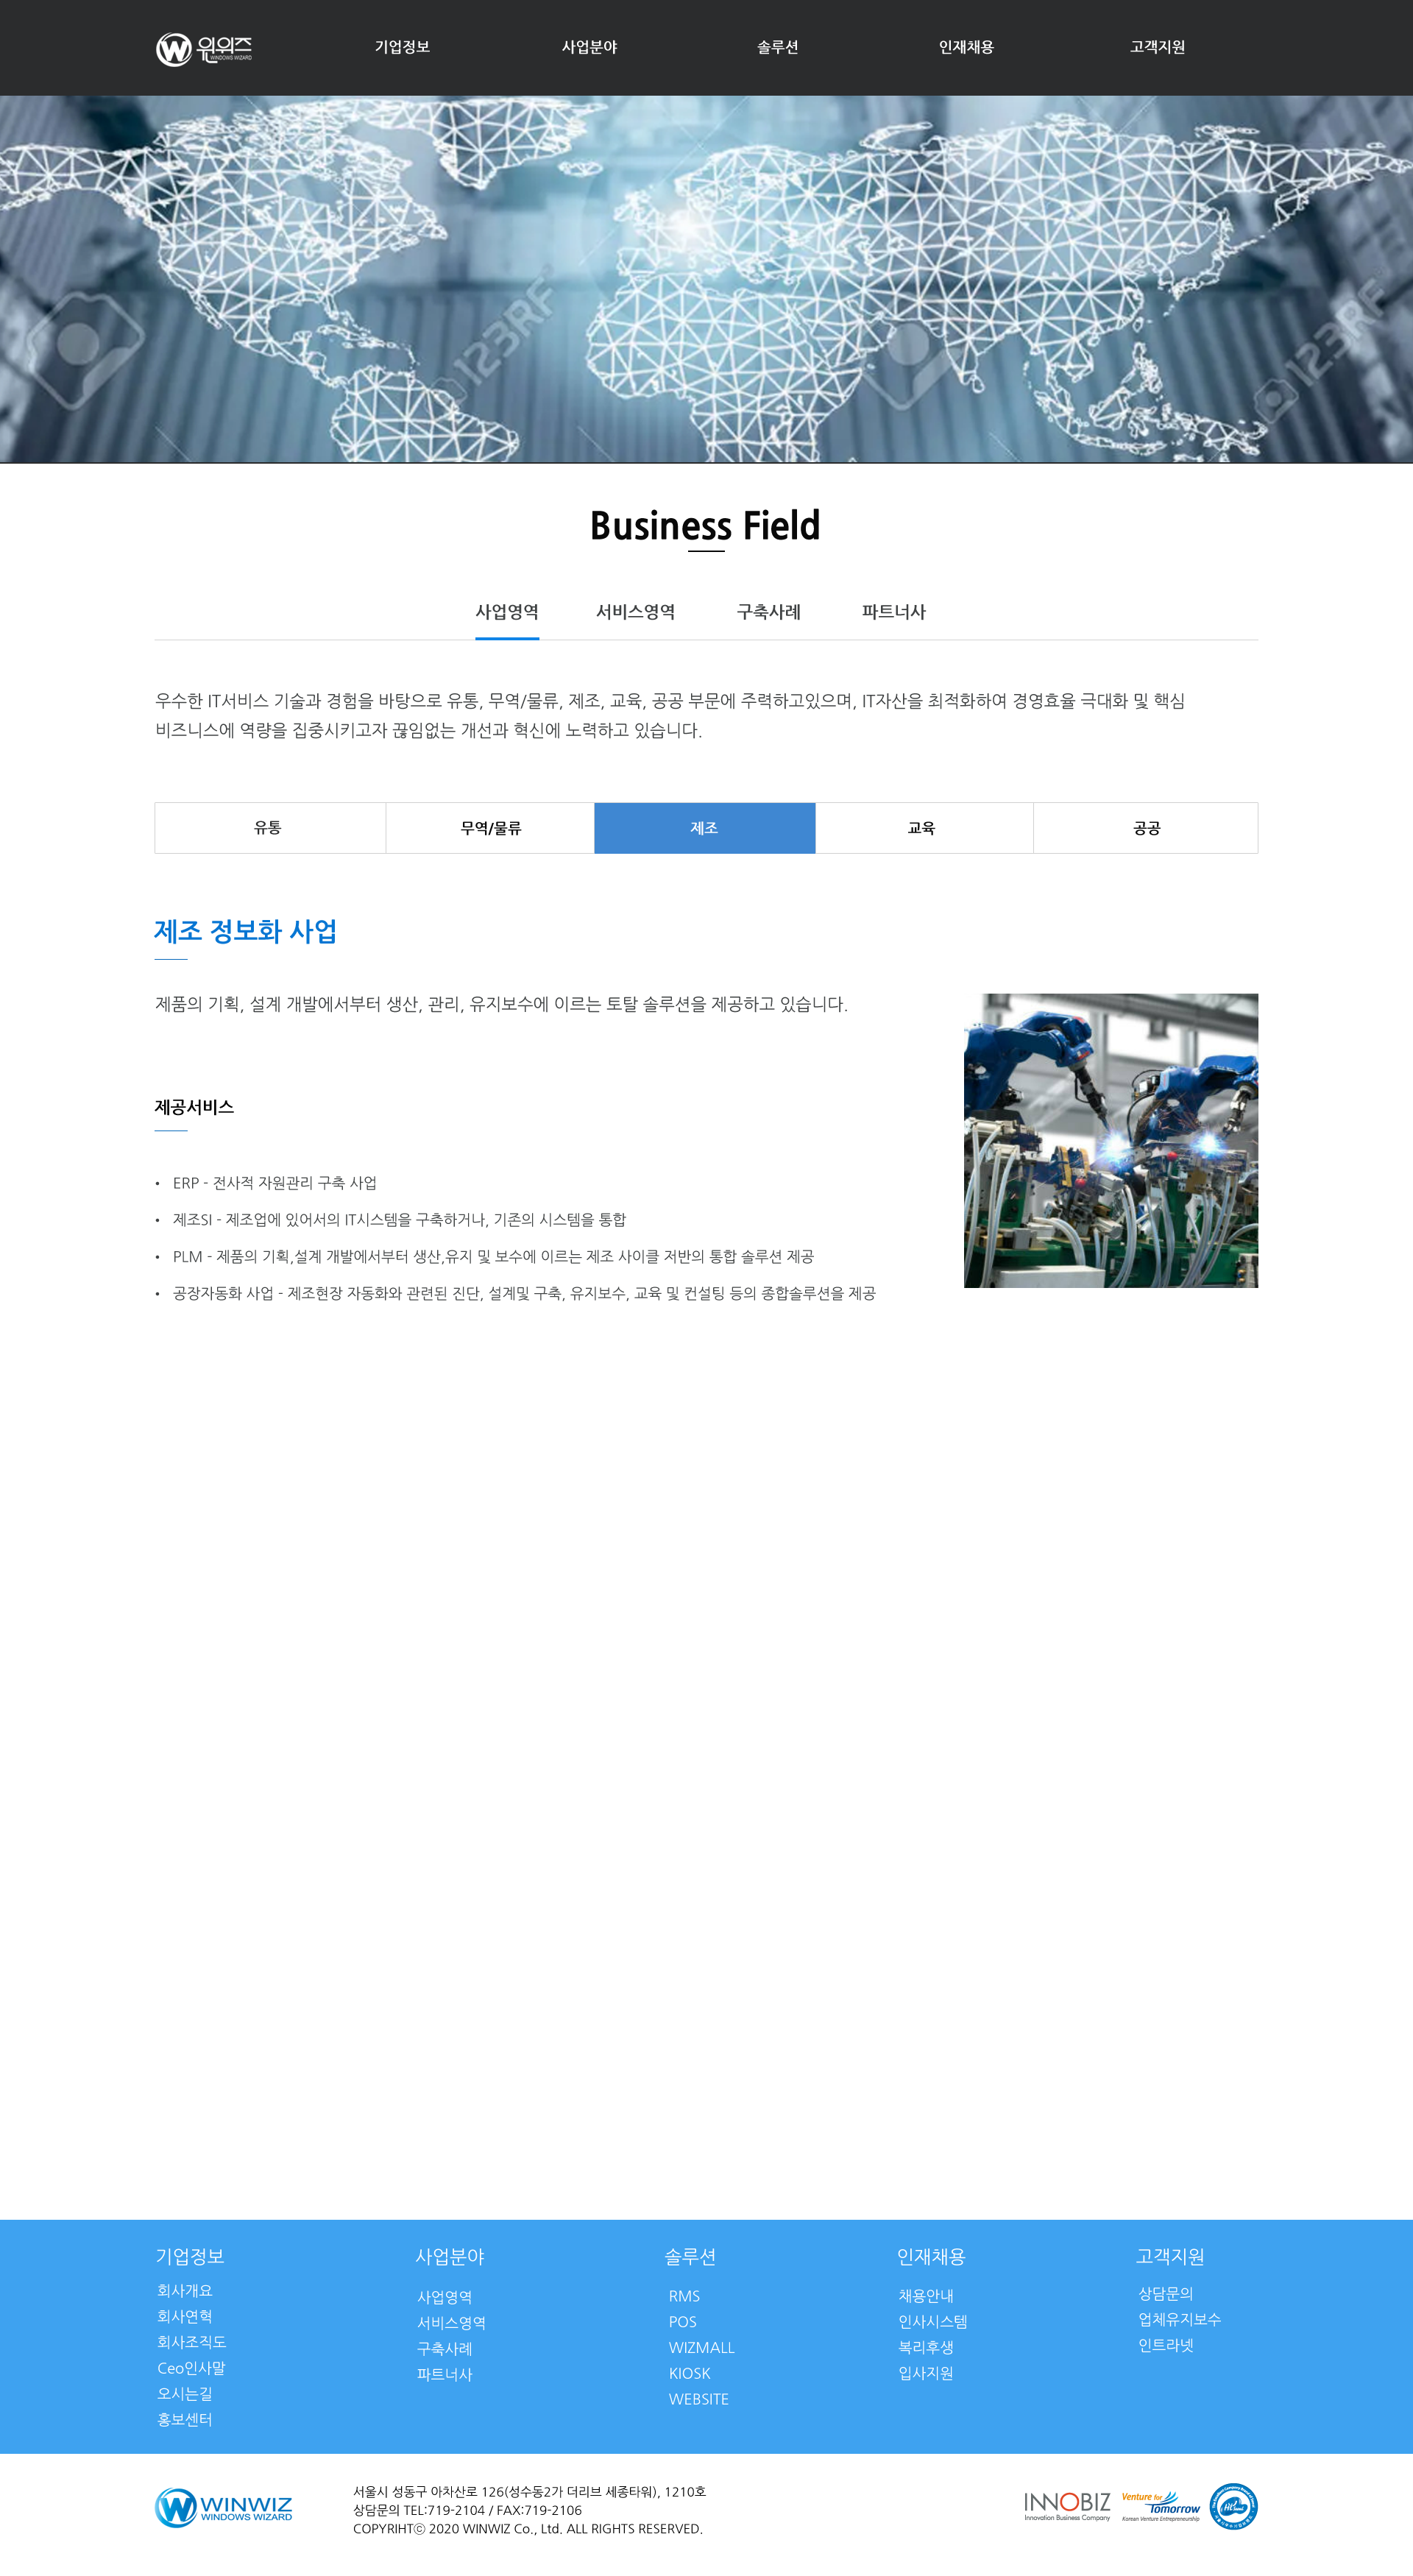 윈위즈
WINDOWS WIZARD
기업정보
사업분야
솔루션
인재채용
고객지원
123RF
123RF
Business Field
사업영역
서비스영역
구축사례
파트너사
우수한 IT서비스 기술과 경험을 바탕으로 유통, 무역/물류, 제조, 교육, 공공 부문에 주력하고있으며, IT자산을 최적화하여 경영효율 극대화 및 핵심
비즈니스에 역량을 집중시키고자 끊임없는 개선과 혁신에 노력하고 있습니다.
유통
무역/물류
제조
교육
공공
제조 정보화 사업
제품의 기획, 설계 개발에서부터 생산, 관리, 유지보수에 이르는 토탈 솔루션을 제공하고 있습니다.
제공서비스
• ERP - 전사적 자원관리 구축 사업
• 제조SI - 제조업에 있어서의 IT시스템을 구축하거나, 기존의 시스템을 통합
• PLM - 제품의 기획,설계 개발에서부터 생산,유지 및 보수에 이르는 제조 사이클 저반의 통합 솔루션 제공
• 공장자동화 사업 - 제조현장 자동화와 관련된 진단, 설계및 구축, 유지보수, 교육 및 컨설팅 등의 종합솔루션을 제공
기업정보
회사개요
회사연혁
회사조직도
Ceo인사말
오시는길
홍보센터
사업분야
사업영역
서비스영역
구축사례
파트너사
솔루션
RMS
POS
WIZMALL
KIOSK
WEBSITE
인재채용
채용안내
인사시스템
복리후생
입사지원
고객지원
상담문의
업체유지보수
인트라넷
WINWIZ
WINDOWS WIZARD
서울시 성동구 아차산로 126(성수동2가 더리브 세종타워), 1210호
상담문의 TEL:719-2104 / FAX:719-2106
COPYRIHTⓒ 2020 WINWIZ Co., Ltd. ALL RIGHTS RESERVED.
INNOBIZ
Innovation Business Company
Venture for
Tomorrow
Korean Venture Entrepreneurship